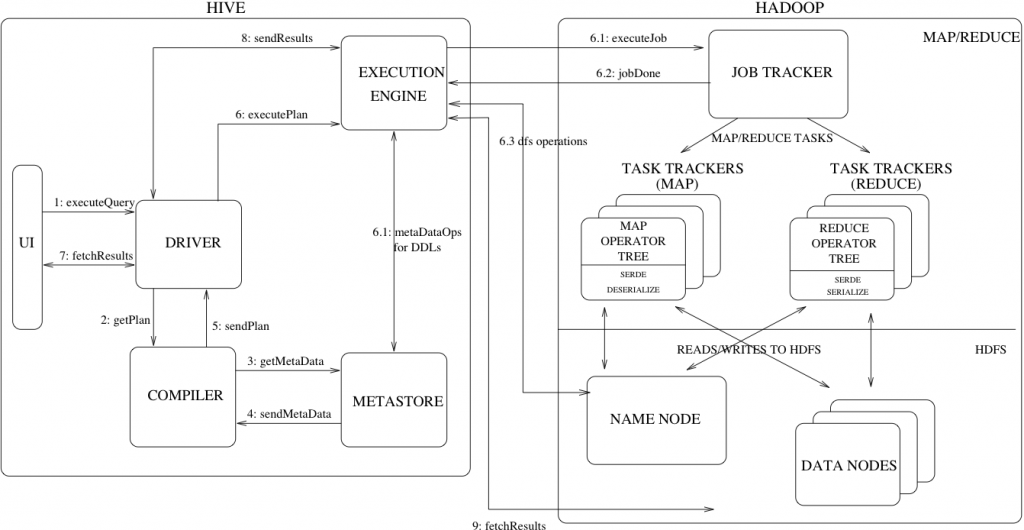 HIVE
HADOOP
8: sendResults
6.1: executeJob
MAP/REDUCE
EXECUTION
ENGINE
JOB TRACKER
6.2: jobDone
6: executePlan
6.3 dfs operations
MAP/REDUCE TASKS
TASK TRACKERS
(MAP)
TASK TRACKERS
(REDUCE)
1: executeQuery
UI
DRIVER
7: fetchResults
6.1: metaDataOps
for DDLs
MAP
OPERATOR
TREE
SERDE
DESERIALIZE
REDUCE
OPERATOR
TREE
SERDE
SERIALIZE
2: getPlan
5: sendPlan
READS/WRITES TO HDFS
HDFS
3: getMetaData
COMPILER
METASTORE
4: sendMetaData
NAME NODE
DATA NODES
9: fetchResults